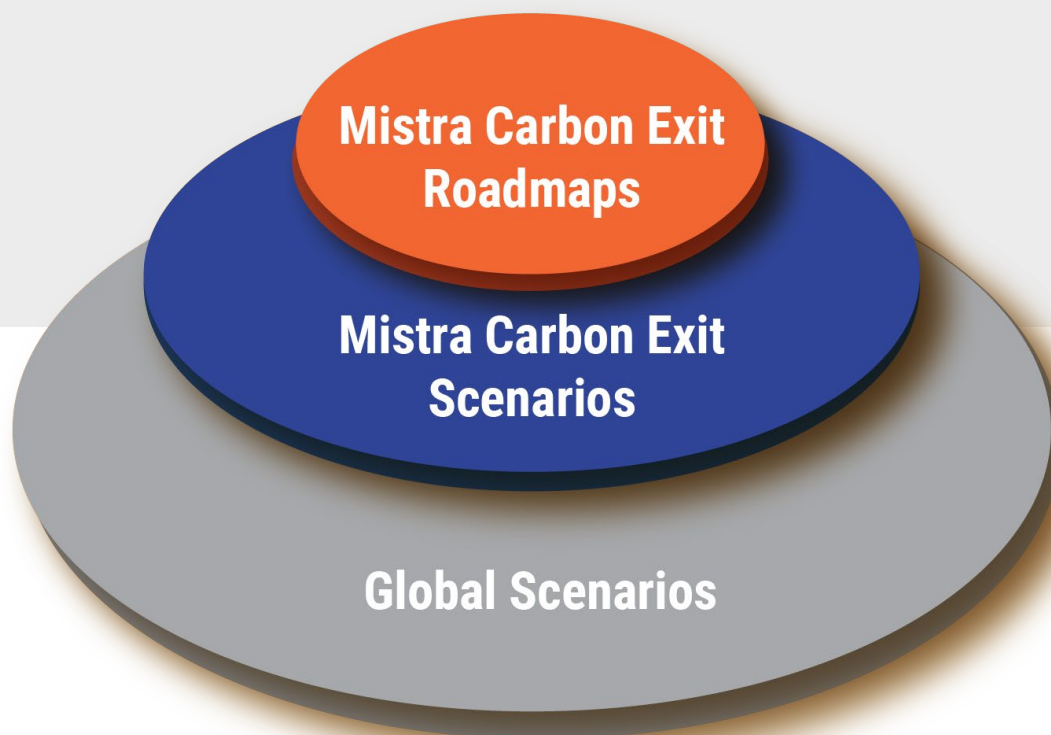 Mistra Carbon Exit
Roadmaps
Mistra Carbon Exit
Scenarios
Global Scenarios